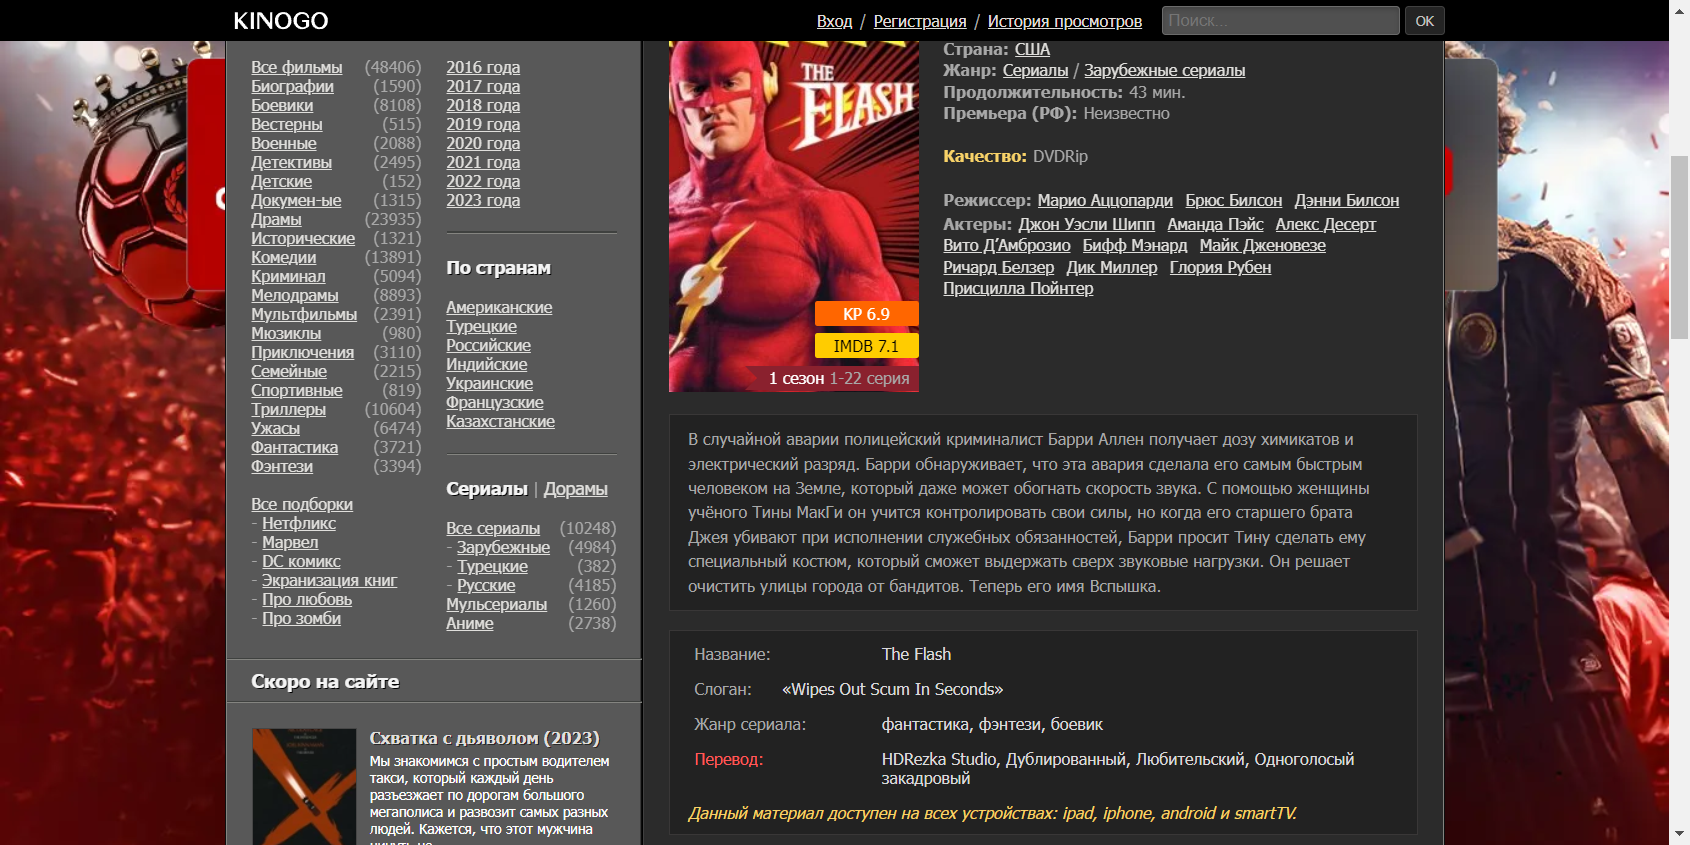 KINOGO
Вход / Регистрация / История просмотров
Поиск...
OK
Все фильмы (48406)
Биографии (1590)
Боевики (8108)
Вестерны (515)
Военные (2088)
Детективы (2495)
Детские (152)
Докумен-ые (1315)
Драмы (23935)
Исторические (1321)
Комедии (13891)
Криминал (5094)
Мелодрамы (8893)
Мультфильмы (2391)
Мюзиклы (980)
Приключения (3110)
Семейные (2215)
Спортивные (819)
Триллеры (10604)
Ужасы (6474)
Фантастика (3721)
Фэнтези (3394)
Все подборки
- Нетфликс
- Марвел
- DC комикс
- Экранизация книг
- Про любовь
- Про зомби
2016 года
2017 года
2018 года
2019 года
2020 года
2021 года
2022 года
2023 года
По странам
Американские
Турецкие
Российские
Индийские
Украинские
Французские
Казахстанские
Сериалы | Дорамы
Все сериалы (10248)
- Зарубежные (4984)
- Турецкие (382)
- Русские (4185)
Мульсериалы (1260)
Аниме (2738)
Скоро на сайте
Схватка с дьяволом (2023)
Мы знакомимся с простым водителем
такси, который каждый день
разъезжает по дорогам большого
мегаполиса и развозит самых разных
людей. Кажется, что этот мужчина
THE
FLASH
KP 6.9
IMDB 7.1
1 сезон 1-22 серия
Страна: США
Жанр: Сериалы / Зарубежные сериалы
Продолжительность: 43 мин.
Премьера (РФ): Неизвестно
Качество: DVDRip
Режиссер: Марио Аццопарди Брюс Билсон Дэнни Билсон
Актеры: Джон Уэсли Шипп Аманда Пэйс Алекс Десерт
Вито Д’Амброзио Бифф Мэнард Майк Дженовезе
Ричард Белзер Дик Миллер Глория Рубен
Присцилла Пойнтер
В случайной аварии полицейский криминалист Барри Аллен получает дозу химикатов и
электрический разряд. Барри обнаруживает, что эта авария сделала его самым быстрым
человеком на Земле, который даже может обогнать скорость звука. С помощью женщины
учёного Тины МакГи он учится контролировать свои силы, но когда его старшего брата
Джея убивают при исполнении служебных обязанностей, Барри просит Тину сделать ему
специальный костюм, который сможет выдержать сверх звуковые нагрузки. Он решает
очистить улицы города от бандитов. Теперь его имя Вспышка.
Название: The Flash
Слоган: «Wipes Out Scum In Seconds»
Жанр сериала: фантастика, фэнтези, боевик
Перевод: HDRezka Studio, Дублированный, Любительский, Одноголосый
закадровый
Данный материал доступен на всех устройствах: ipad, iphone, android и smartTV.